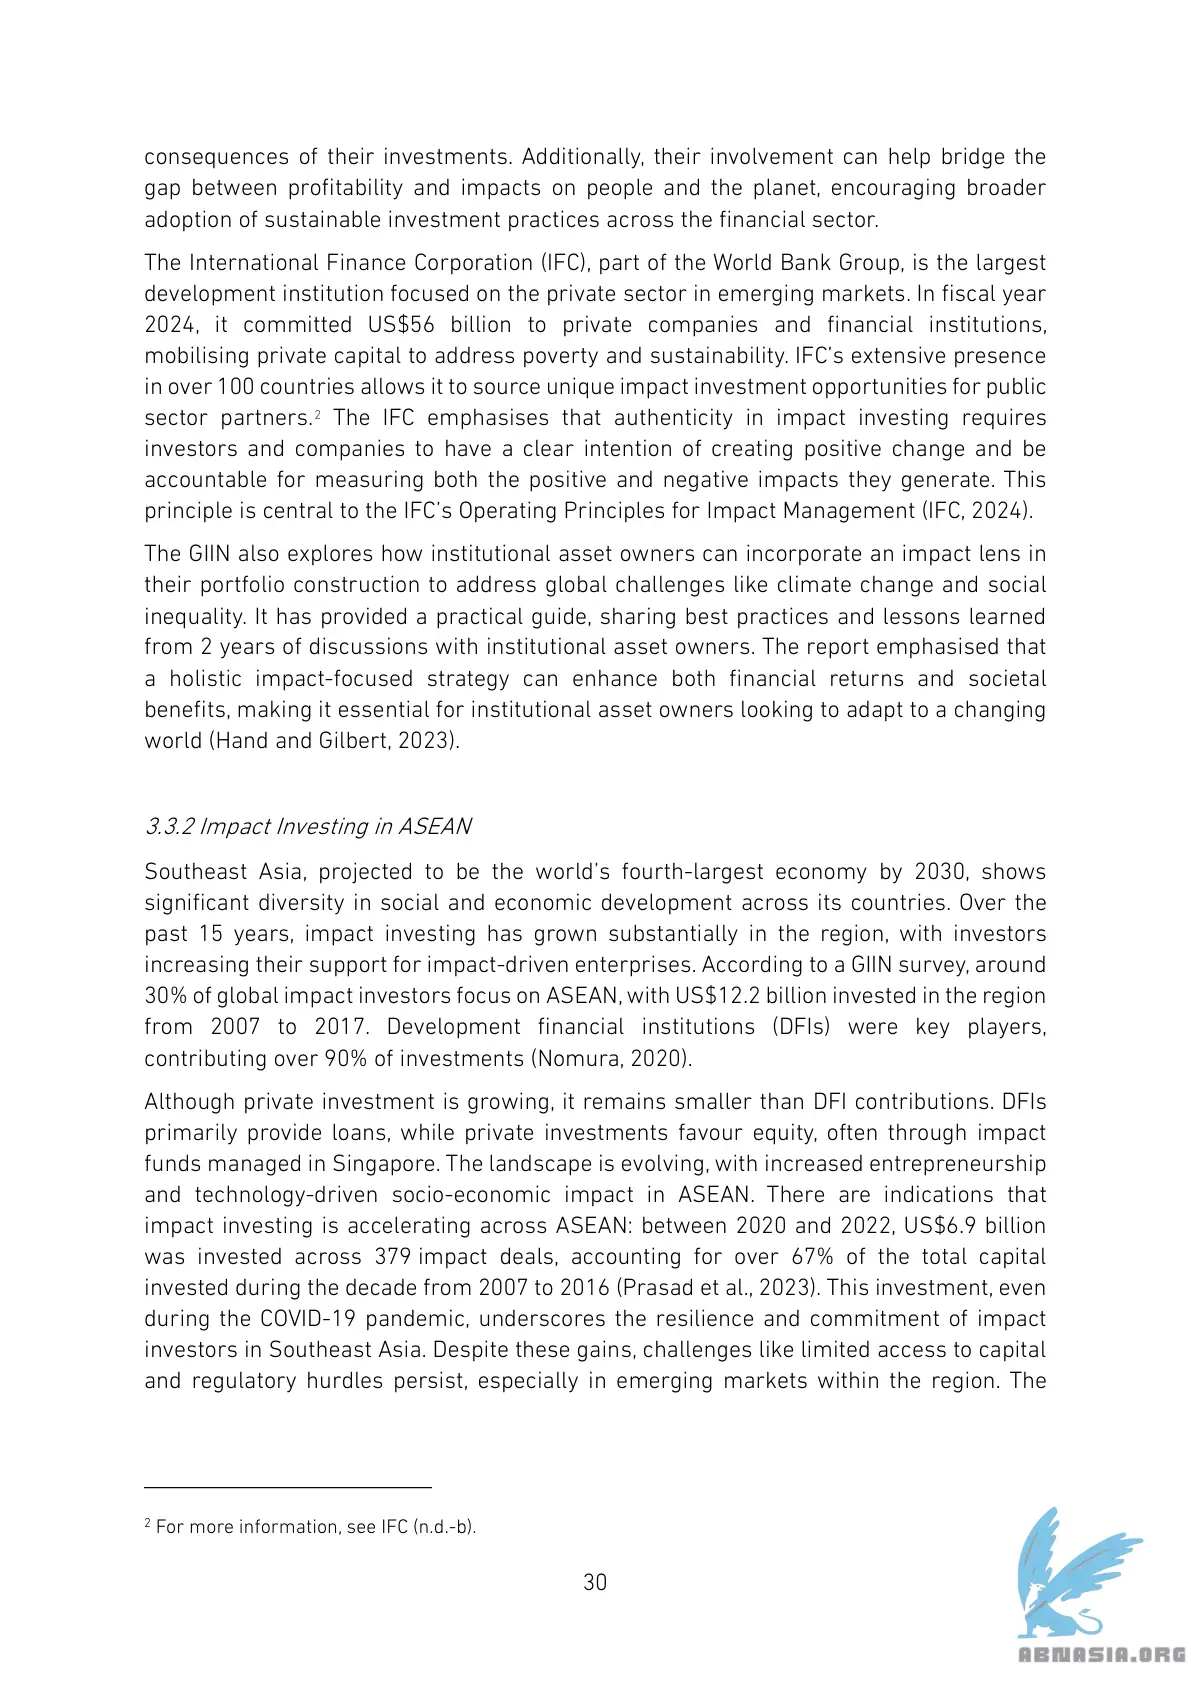 consequences of their investments. Additionally, their involvement can help bridge the
gap between profitability and impacts on people and the planet, encouraging broader
adoption of sustainable investment practices across the financial sector.
The International Finance Corporation (IFC), part of the World Bank Group, is the largest
development institution focused on the private sector in emerging markets. In fiscal year
2024, it committed US$56 billion to private companies and financial institutions,
mobilising private capital to address poverty and sustainability. IFC's extensive presence
in over 100 countries allows it to source unique impact investment opportunities for public
sector partners.² The IFC emphasises that authenticity in impact investing requires
investors and companies to have a clear intention of creating positive change and be
accountable for measuring both the positive and negative impacts they generate. This
principle is central to the IFC's Operating Principles for Impact Management (IFC, 2024).
The GIIN also explores how institutional asset owners can incorporate an impact lens in
their portfolio construction to address global challenges like climate change and social
inequality. It has provided a practical guide, sharing best practices and lessons learned
from 2 years of discussions with institutional asset owners. The report emphasised that
a holistic impact-focused strategy can enhance both financial returns and societal
benefits, making it essential for institutional asset owners looking to adapt to a changing
world (Hand and Gilbert, 2023).
3.3.2 Impact Investing in ASEAN
Southeast Asia, projected to be the world's fourth-largest economy by 2030, shows
significant diversity in social and economic development across its countries. Over the
past 15 years, impact investing has grown substantially in the region, with investors
increasing their support for impact-driven enterprises. According to a GIIN survey, around
30% of global impact investors focus on ASEAN, with US$12.2 billion invested in the region
from 2007 to 2017. Development financial institutions (DFIs) were key players,
contributing over 90% of investments (Nomura, 2020).
Although private investment is growing, it remains smaller than DFI contributions. DFIs
primarily provide loans, while private investments favour equity, often through impact
funds managed in Singapore. The landscape is evolving, with increased entrepreneurship
and technology-driven socio-economic impact in ASEAN. There are indications that
impact investing is accelerating across ASEAN: between 2020 and 2022, US$6.9 billion
was invested across 379 impact deals, accounting for over 67% of the total capital
invested during the decade from 2007 to 2016 (Prasad et al., 2023). This investment, even
during the COVID-19 pandemic, underscores the resilience and commitment of impact
investors in Southeast Asia. Despite these gains, challenges like limited access to capital
and regulatory hurdles persist, especially in emerging markets within the region. The
² For more information, see IFC (n.d.-b).
30
ABNASIA.ORG